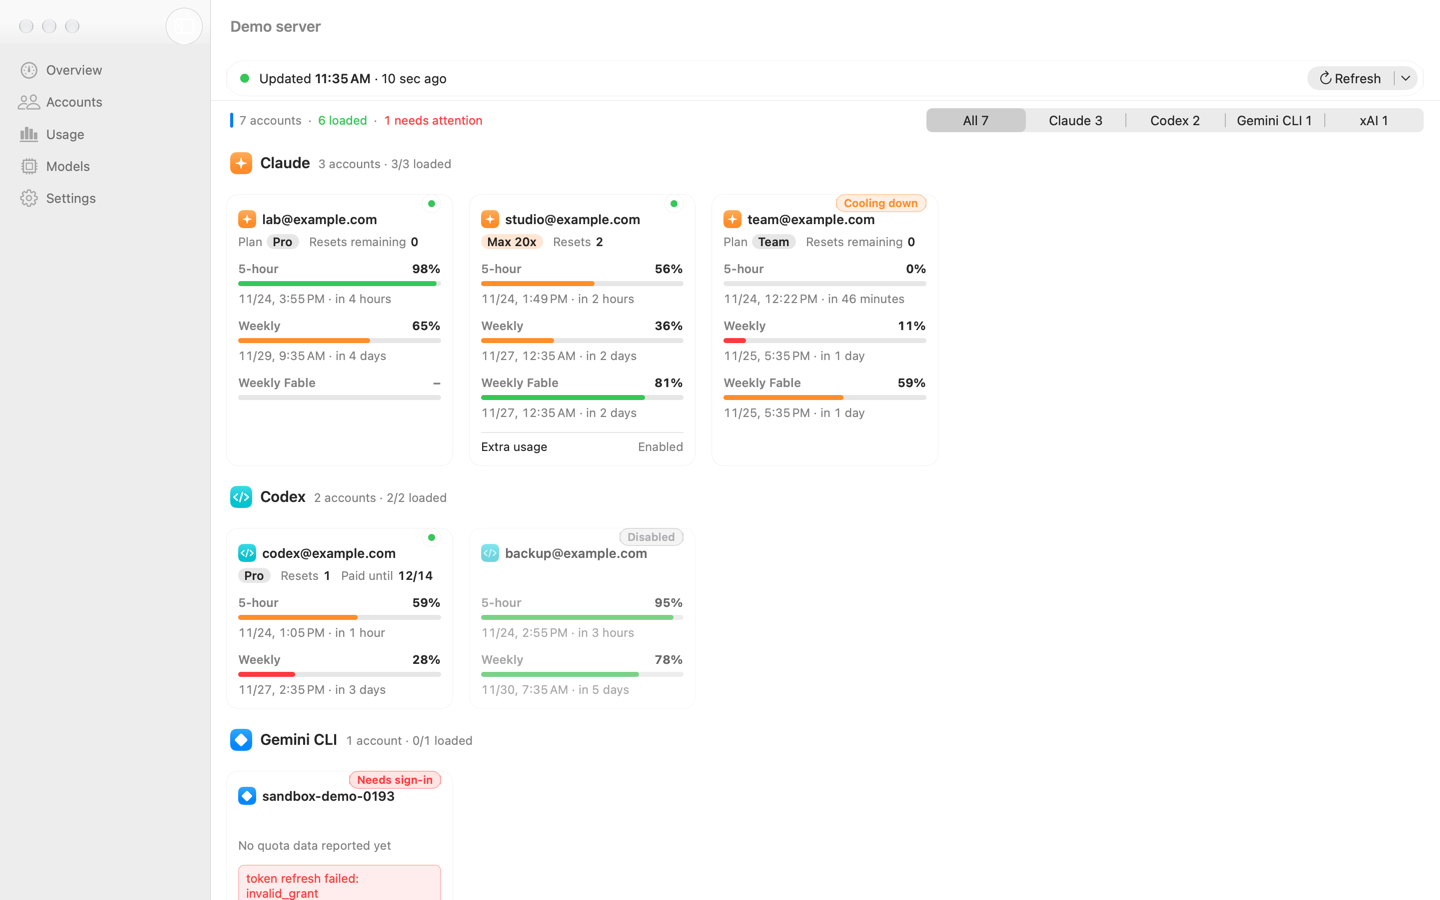 Demo server
Overview
Accounts
Usage
Models
Settings
Updated 11:35 AM · 10 sec ago
Refresh
7 accounts · 6 loaded · 1 needs attention
All 7
Claude 3
Codex 2
Gemini CLI 1
xAI 1
Claude 3 accounts · 3/3 loaded
lab@example.com
Plan Pro Resets remaining 0
5-hour 98%
11/24, 3:55 PM · in 4 hours
Weekly 65%
11/29, 9:35 AM · in 4 days
Weekly Fable –
studio@example.com
Max 20x Resets 2
5-hour 56%
11/24, 1:49 PM · in 2 hours
Weekly 36%
11/27, 12:35 AM · in 2 days
Weekly Fable 81%
11/27, 12:35 AM · in 2 days
Extra usage Enabled
Cooling down
team@example.com
Plan Team Resets remaining 0
5-hour 0%
11/24, 12:22 PM · in 46 minutes
Weekly 11%
11/25, 5:35 PM · in 1 day
Weekly Fable 59%
11/25, 5:35 PM · in 1 day
Codex 2 accounts · 2/2 loaded
codex@example.com
Pro Resets 1 Paid until 12/14
5-hour 59%
11/24, 1:05 PM · in 1 hour
Weekly 28%
11/27, 2:35 PM · in 3 days
Disabled
backup@example.com
5-hour 95%
11/24, 2:55 PM · in 3 hours
Weekly 78%
11/30, 7:35 AM · in 5 days
Gemini CLI 1 account · 0/1 loaded
Needs sign-in
sandbox-demo-0193
No quota data reported yet
token refresh failed:
invalid_grant